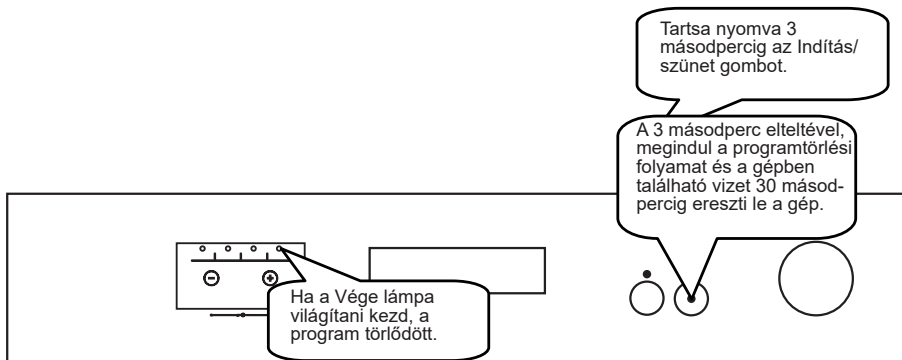 Tartsa nyomva 3
másodpercig az Indítás/
szünet gombot.
A 3 másodperc elteltével,
megindul a programtörlési
folyamat és a gépben
található vizet 30 másod-
percig ereszti le a gép.
Ha a Vége lámpa
világítani kezd, a
program törlődött.